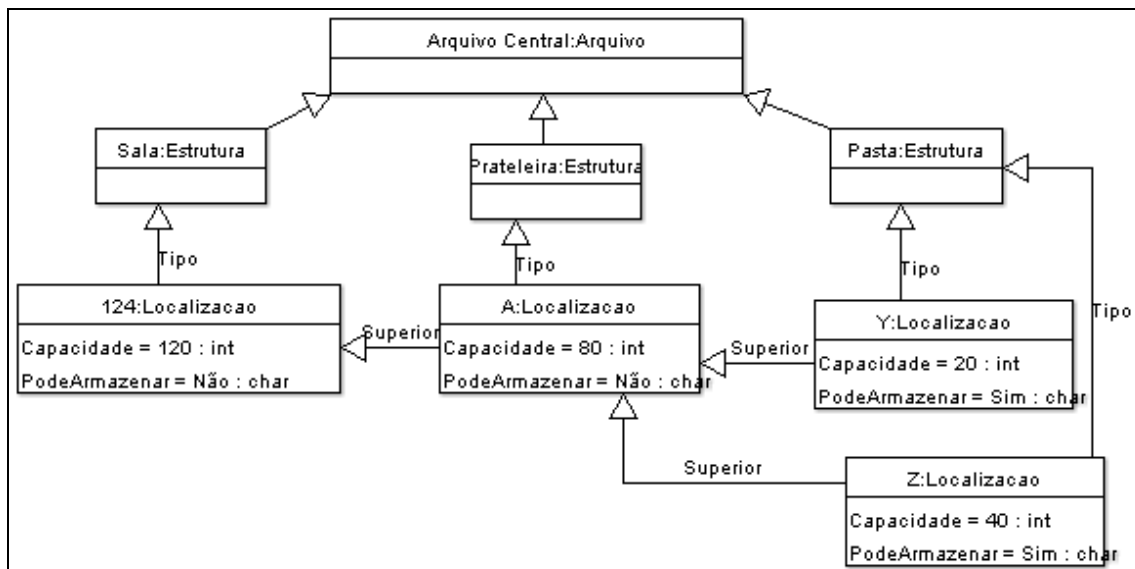 Arquivo Central:Arquivo
Sala:Estrutura
Prateleira:Estrutura
Pasta:Estrutura
Tipo
Tipo
Tipo
Tipo
124:Localizacao
Capacidade = 120 : int
PodeArmazenar = Não : char
Superior
A:Localizacao
Capacidade = 80 : int
PodeArmazenar = Não : char
Superior
Y:Localizacao
Capacidade = 20 : int
PodeArmazenar = Sim : char
Superior
Z:Localizacao
Capacidade = 40 : int
PodeArmazenar = Sim : char